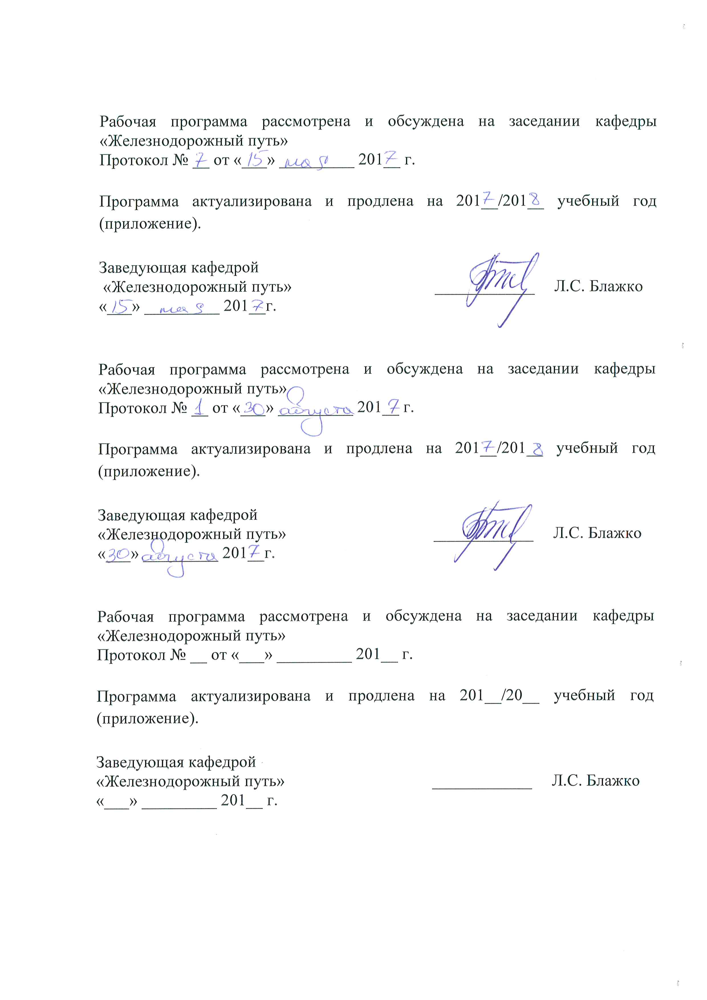 Рабочая программа рассмотрена и обсуждена на заседании кафедры
«Железнодорожный путь»
Протокол № 7 от «15» мая 2017 г.
Программа актуализирована и продлена на 2017/2018 учебный год
(приложение).
Заведующая кафедрой
«Железнодорожный путь» Л.С. Блажко
«15» мая 2017г.
Рабочая программа рассмотрена и обсуждена на заседании кафедры
«Железнодорожный путь»
Протокол № 1 от «30» августа 2017 г.
Программа актуализирована и продлена на 2017/2018 учебный год
(приложение).
Заведующая кафедрой
«Железнодорожный путь» Л.С. Блажко
«30» августа 2017г.
Рабочая программа рассмотрена и обсуждена на заседании кафедры
«Железнодорожный путь»
Протокол № __ от «___» _________ 201__ г.
Программа актуализирована и продлена на 201__/20__ учебный год
(приложение).
Заведующая кафедрой
«Железнодорожный путь» ____________ Л.С. Блажко
«___» _________ 201__ г.